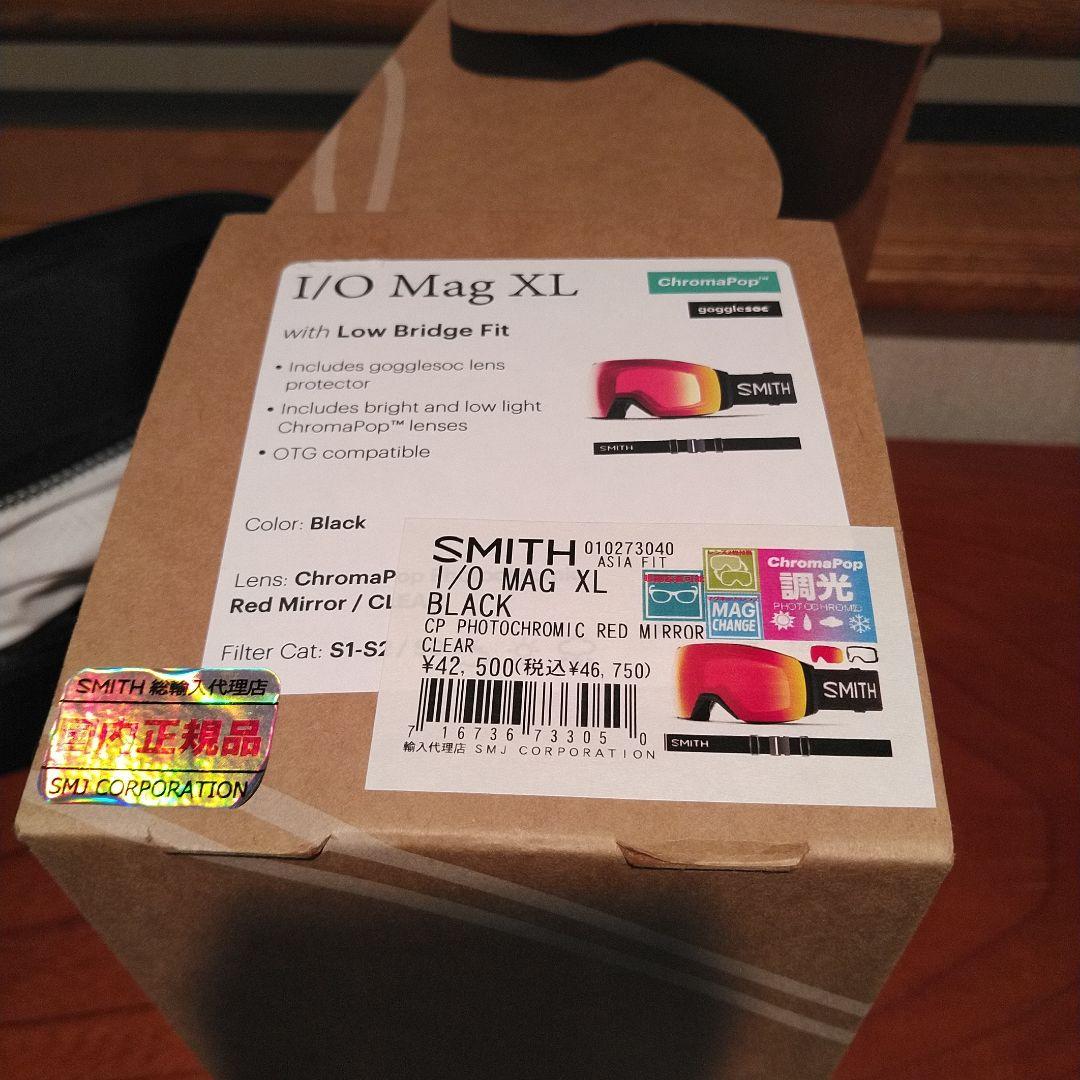 I/O Mag XL
ChromaPop™
gogglesoc
with Low Bridge Fit
• Includes gogglesoc lens
protector
• Includes bright and low light
ChromaPop™ lenses
• OTG compatible
SMITH
SMITH
Color: Black
Lens: ChromaP
Red Mirror / CL
Filter Cat: S1-S2
SMITH 010273040
ASIA FIT
I/O MAG XL
BLACK
CP PHOTOCHROMIC RED MIRROR
CLEAR
¥42,500(税込¥46,750)
7 16736 73305 0
輸入代理店 SMJ CORPORATION
MAG
CHANGE
ChromaPop
調光
PHOTOCHROMIC
SMITH
SMITH
SMITH 総輸入代理店
国内正規品
SMJ CORPORATION